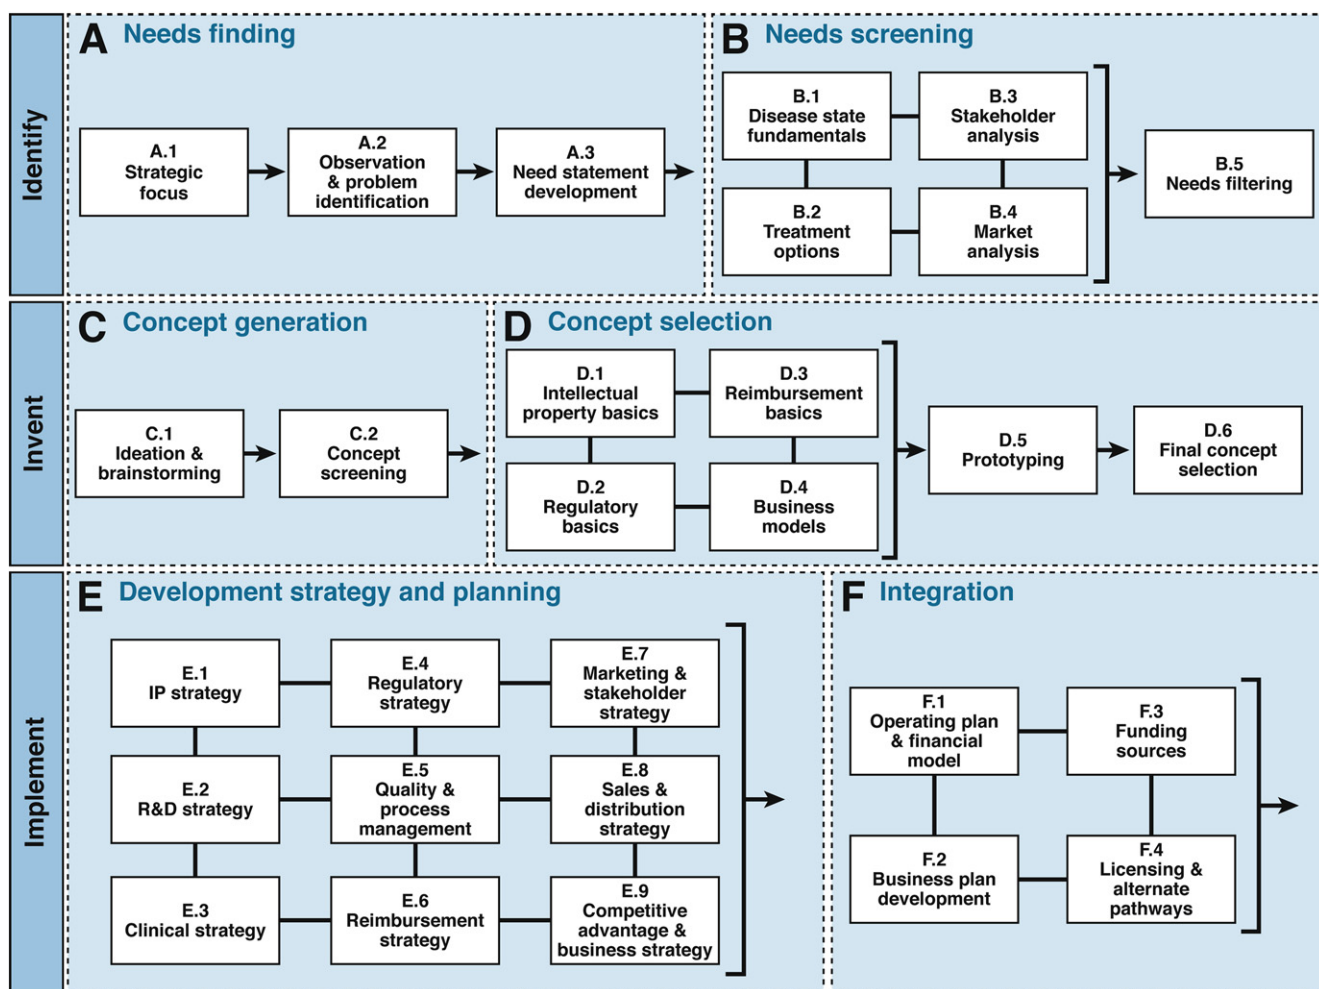 Identify
A Needs finding
A.1
Strategic
focus
A.2
Observation
& problem
identification
A.3
Need statement
development
B Needs screening
B.1
Disease state
fundamentals
B.3
Stakeholder
analysis
B.2
Treatment
options
B.4
Market
analysis
B.5
Needs filtering
Invent
C Concept generation
C.1
Ideation &
brainstorming
C.2
Concept
screening
D Concept selection
D.1
Intellectual
property basics
D.3
Reimbursement
basics
D.2
Regulatory
basics
D.4
Business
models
D.5
Prototyping
D.6
Final concept
selection
Implement
E Development strategy and planning
E.1
IP strategy
E.4
Regulatory
strategy
E.7
Marketing &
stakeholder
strategy
E.2
R&D strategy
E.5
Quality &
process
management
E.8
Sales &
distribution
strategy
E.3
Clinical strategy
E.6
Reimbursement
strategy
E.9
Competitive
advantage &
business strategy
F Integration
F.1
Operating plan
& financial
model
F.3
Funding
sources
F.2
Business plan
development
F.4
Licensing &
alternate
pathways